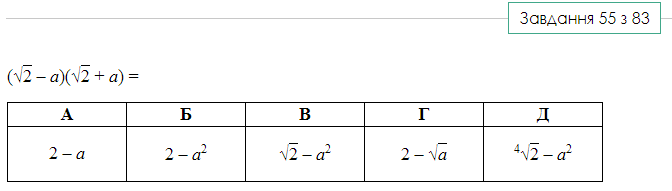 Завдання 55 з 83
(√2 – a)(√2 + a) =
А Б В Г Д
2 – a 2 – a² √2 – a² 2 – √a ⁴√2 – a²